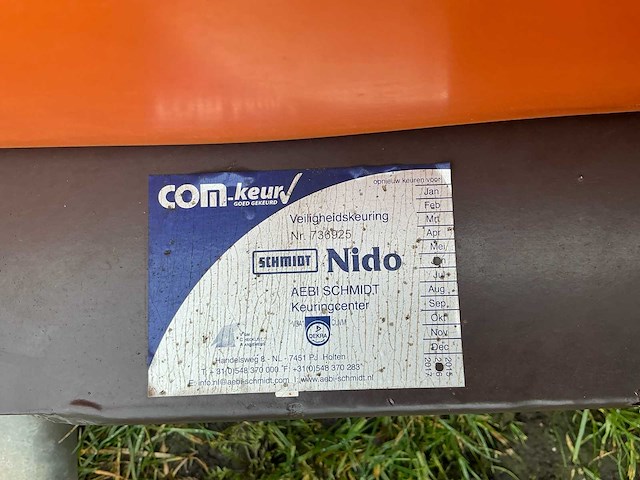 COM-keur
GOED GEKEURD
opnieuw keuren voor
Veiligheidskeuring
Nr. 736925
SCHMIDT Nido
AEBI SCHMIDT
Keuringcenter
DEKRA
Handelsweg 8 - NL - 7451 PJ Holten
T +31(0)548 370 000 F +31(0)548 370 283
E info.nl@aebi-schmidt.com I www.aebi-schmidt.nl
Jan
Feb
Mrt
Apr
Mei
Jul
Aug
Sep
Okt
Nov
Dec
2015
2017